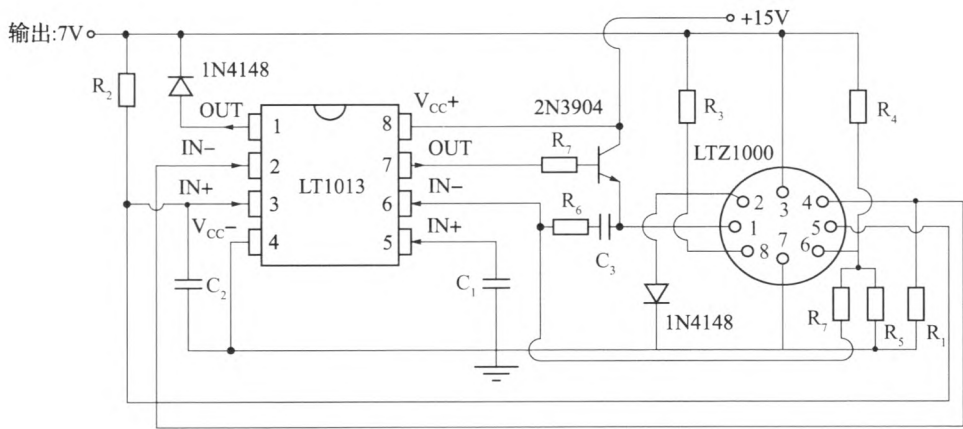 输出:7V
+15V
R2
1N4148
OUT
IN−
IN+
VCC−
1
2
3
4
LT1013
8
7
6
5
VCC+
OUT
IN−
IN+
2N3904
R7
R6
C3
C2
C1
1N4148
R3
R4
LTZ1000
2
3
4
1
5
8
7
6
R7
R5
R1